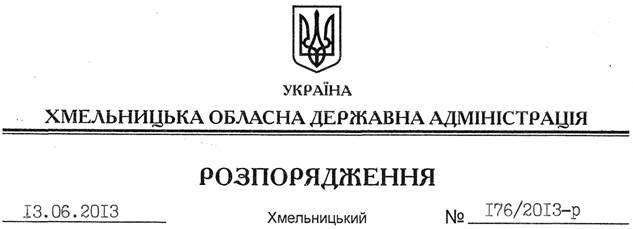 УКРАЇНА
ХМЕЛЬНИЦЬКА ОБЛАСНА ДЕРЖАВНА АДМІНІСТРАЦІЯ
РОЗПОРЯДЖЕННЯ
13.06.2013 Хмельницький № 176/2013-р